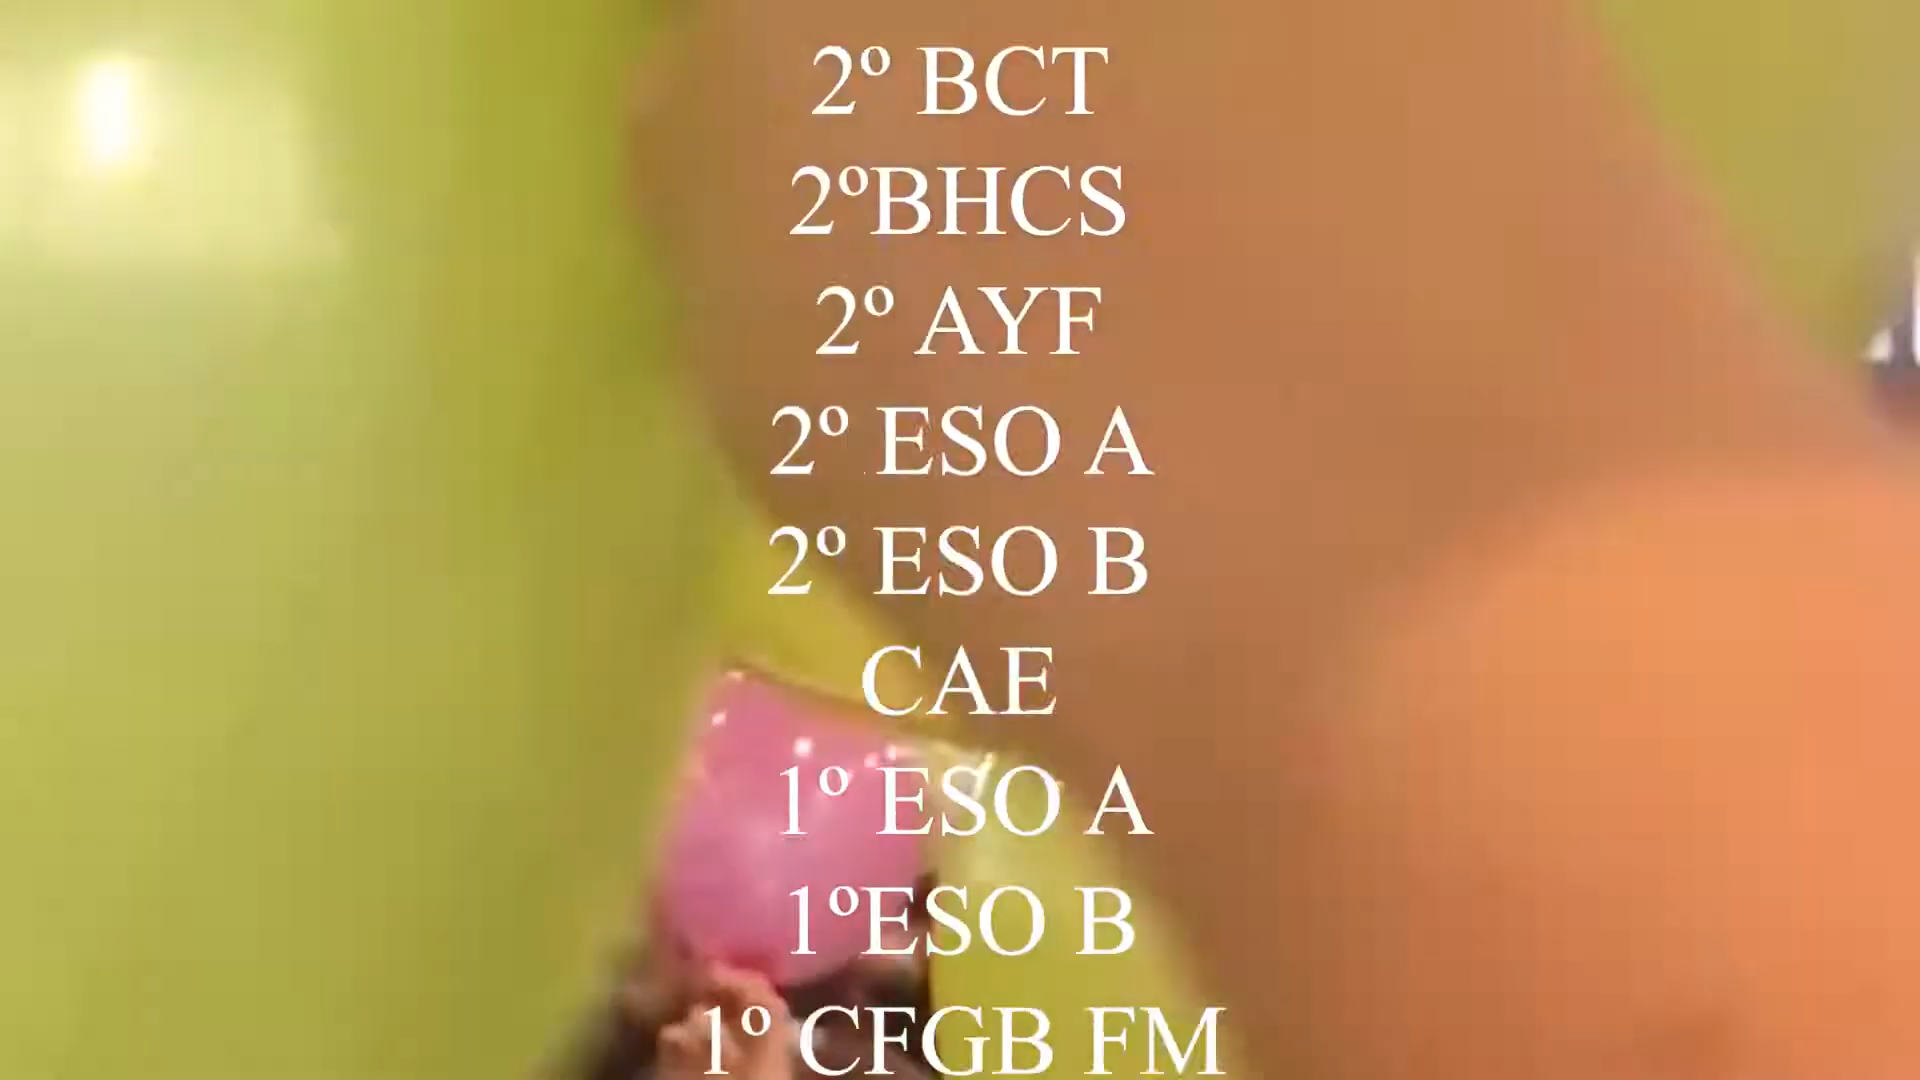 2º BCT
2ºBHCS
2º AYF
2º ESO A
2º ESO B
CAE
1º ESO A
1ºESO B
1º CFGB FM